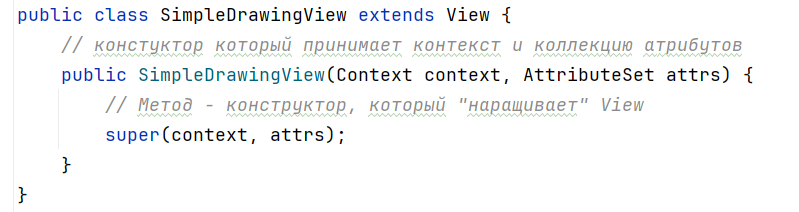 public class SimpleDrawingView extends View {
// констуктор который принимает контекст и коллекцию атрибутов
public SimpleDrawingView(Context context, AttributeSet attrs) {
// Метод - конструктор, который "наращивает" View
super(context, attrs);
}
}